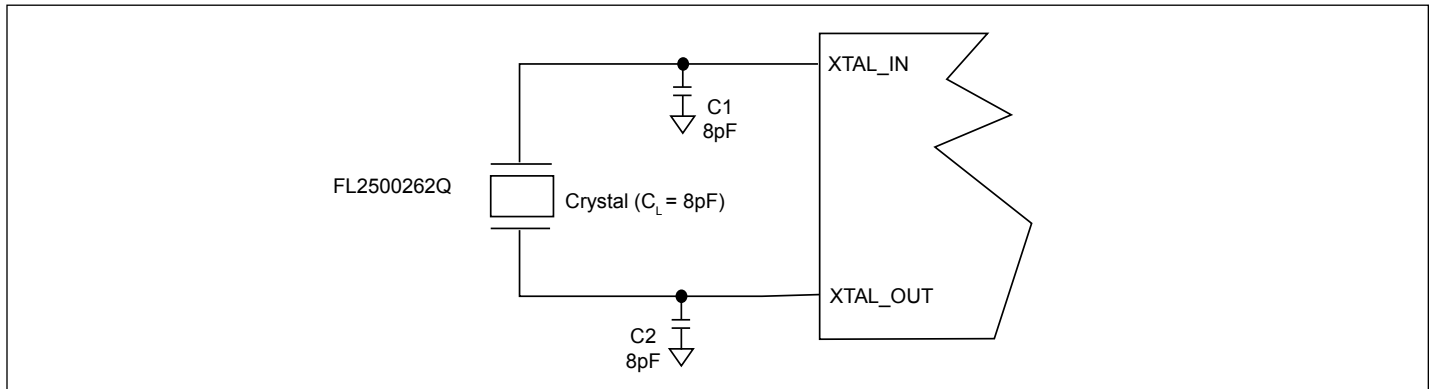 XTAL_IN
C1
8pF
FL2500262Q
Crystal (CL = 8pF)
XTAL_OUT
C2
8pF